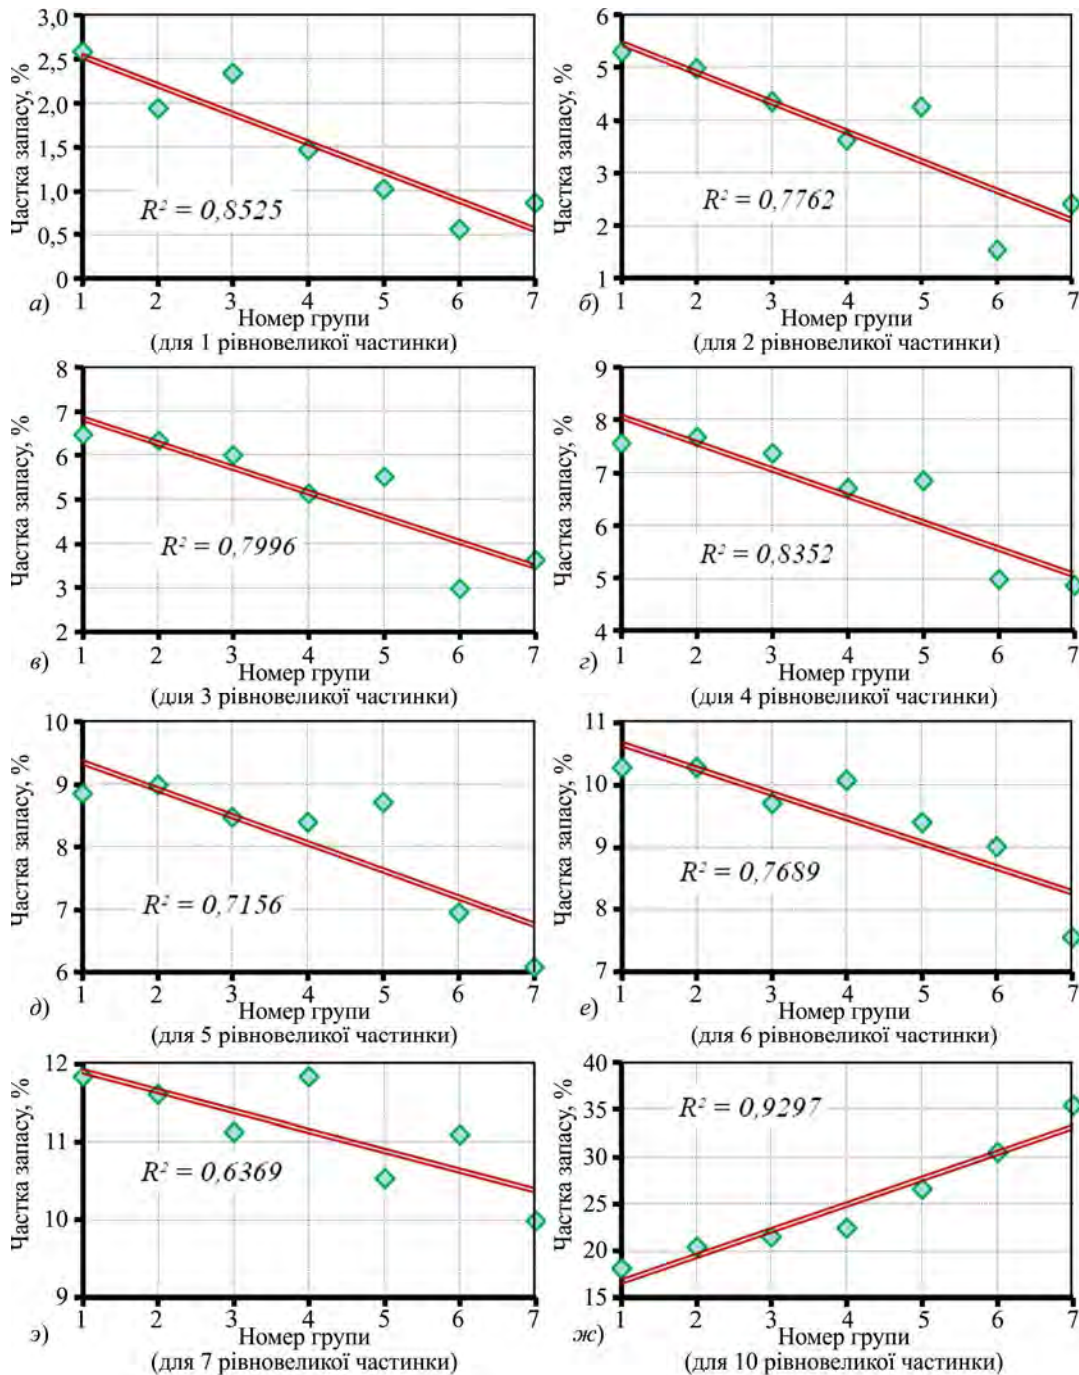 Частка запасу, %
3,0
2,5
2,0
1,5
1,0
0,5
0
R² = 0,8525
1 2 3 4 5 6 7
а)
Номер групи
(для 1 рівновеликої частинки)
Частка запасу, %
6
5
4
3
2
1
R² = 0,7762
1 2 3 4 5 6 7
б)
Номер групи
(для 2 рівновеликої частинки)
Частка запасу, %
8
7
6
5
4
3
2
R² = 0,7996
1 2 3 4 5 6 7
в)
Номер групи
(для 3 рівновеликої частинки)
Частка запасу, %
9
8
7
6
5
4
R² = 0,8352
1 2 3 4 5 6 7
г)
Номер групи
(для 4 рівновеликої частинки)
Частка запасу, %
10
9
8
7
6
R² = 0,7156
1 2 3 4 5 6 7
д)
Номер групи
(для 5 рівновеликої частинки)
Частка запасу, %
11
10
9
8
7
R² = 0,7689
1 2 3 4 5 6 7
е)
Номер групи
(для 6 рівновеликої частинки)
Частка запасу, %
12
11
10
9
R² = 0,6369
1 2 3 4 5 6 7
э)
Номер групи
(для 7 рівновеликої частинки)
Частка запасу, %
40
35
30
25
20
15
R² = 0,9297
1 2 3 4 5 6 7
ж)
Номер групи
(для 10 рівновеликої частинки)